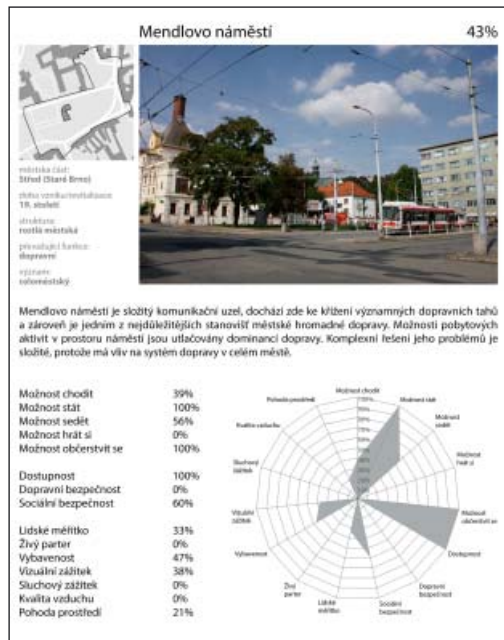 Mendlovo náměstí 43%
městská část:
Střed (Staré Brno)
doba vzniku/revitalizace:
19. století
struktura:
rostlá městská
převažující funkce:
dopravní
význam:
celoměstský
Mendlovo náměstí je složitý komunikační uzel, dochází zde ke křížení významných dopravních tahů
a zároveň je jedním z nejdůležitějších stanovišť městské hromadné dopravy. Možnosti pobytových
aktivit v prostoru náměstí jsou utlačovány dominancí dopravy. Komplexní řešení jeho problémů je
složité, protože má vliv na systém dopravy v celém městě.
Možnost chodit 39%
Možnost stát 100%
Možnost sedět 56%
Možnost hrát si 0%
Možnost občerstvit se 100%
Dostupnost 100%
Dopravní bezpečnost 0%
Sociální bezpečnost 60%
Lidské měřítko 33%
Živý parter 0%
Vybavenost 47%
Vizuální zážitek 38%
Sluchový zážitek 0%
Kvalita vzduchu 0%
Pohoda prostředí 21%
Možnost chodit
Možnost stát
Možnost
sedět
Možnost
hrát si
Možnost
občerstvit se
Dostupnost
Dopravní
bezpečnost
Sociální
bezpečnost
Lidské
měřítko
Živý
parter
Vybavenost
Vizuální
zážitek
Sluchový
zážitek
Kvalita vzduchu
Pohoda prostředí